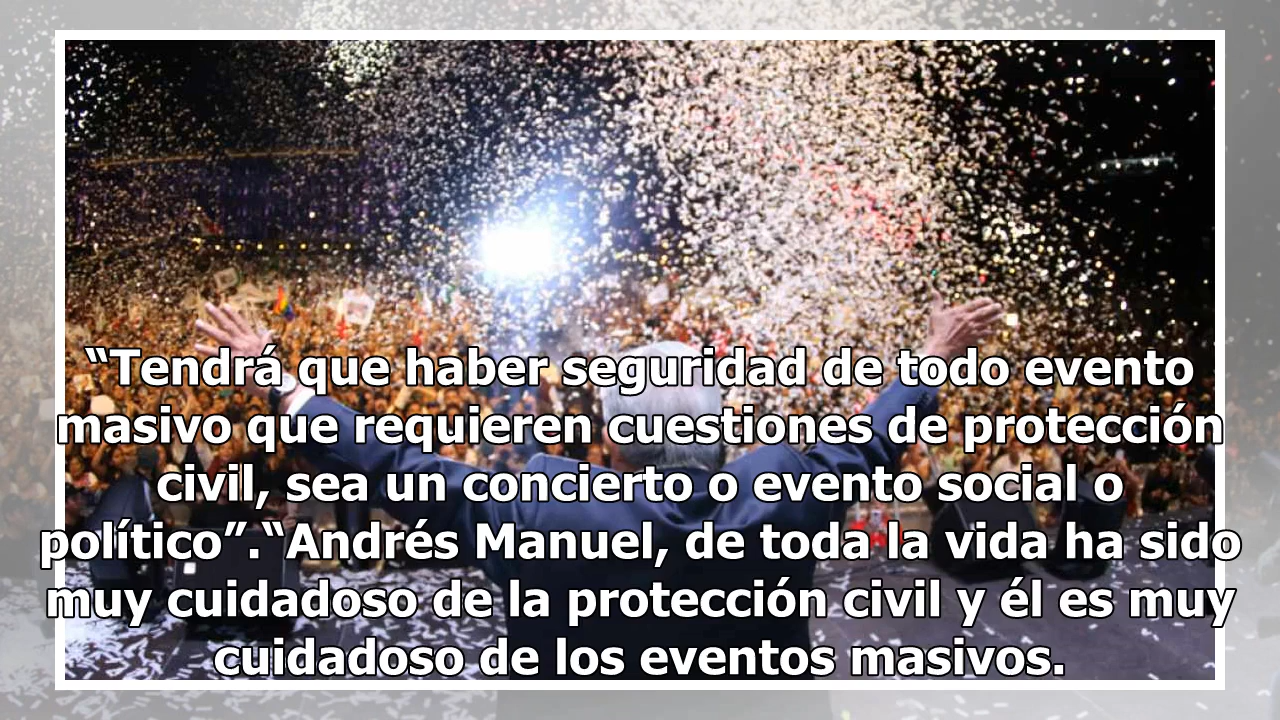 “Tendrá que haber seguridad de todo evento
masivo que requieren cuestiones de protección
civil, sea un concierto o evento social o
político”.“Andrés Manuel, de toda la vida ha sido
muy cuidadoso de la protección civil y él es muy
cuidadoso de los eventos masivos.